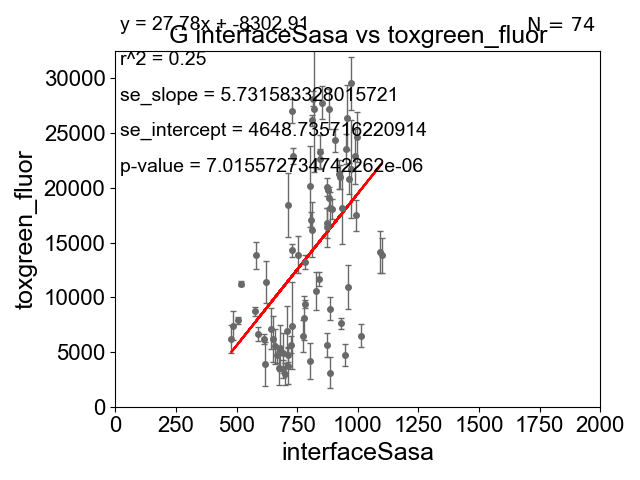 y = 27.78x + -8302.91
N = 74
G interfaceSasa vs toxgreen_fluor
r^2 = 0.25
se_slope = 5.731583328015721
se_intercept = 4648.735716220914
p-value = 7.015572734742262e-06
toxgreen_fluor
30000
25000
20000
15000
10000
5000
0
0 250 500 750 1000 1250 1500 1750 2000
interfaceSasa